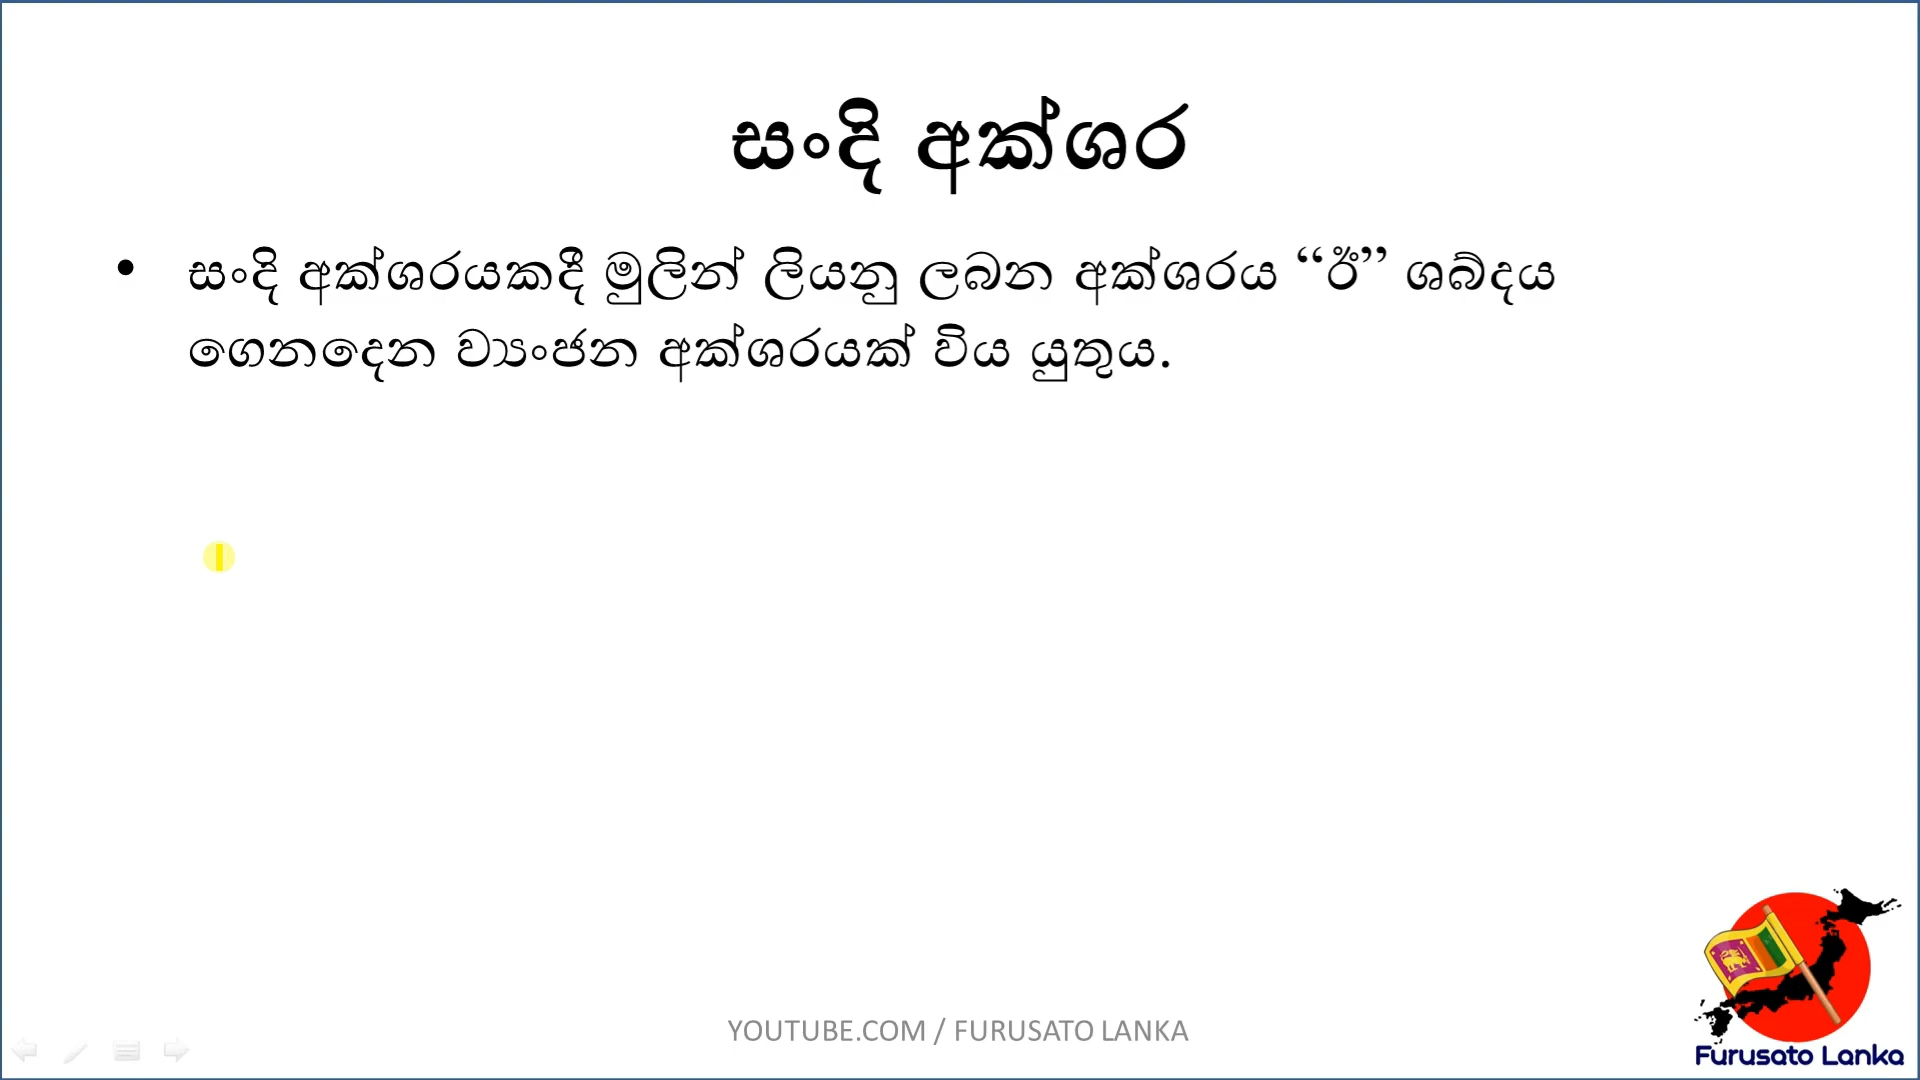 සංදි අක්ශර
• සංදි අක්ශරයකදී මුලින් ලියනු ලබන අක්ශරය “ඊ” ශබ්දය
ගෙනදෙන ව්‍යංජන අක්ශරයක් විය යුතුය.
YOUTUBE.COM / FURUSATO LANKA
Furusato Lanka